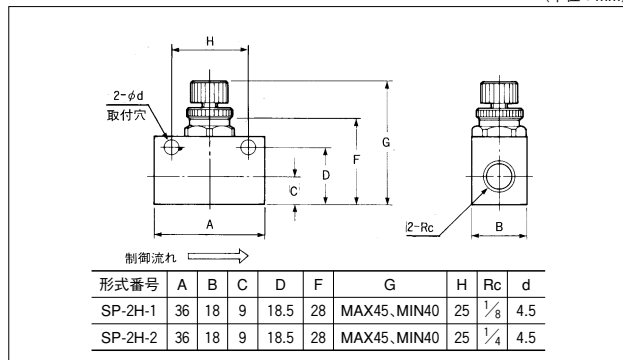 H
2-φd
取付穴
G
F
D
C
A
2-Rc
B
制御流れ
形式番号 A B C D F G H Rc d
SP-2H-1 36 18 9 18.5 28 MAX45、MIN40 25 1/8 4.5
SP-2H-2 36 18 9 18.5 28 MAX45、MIN40 25 1/4 4.5